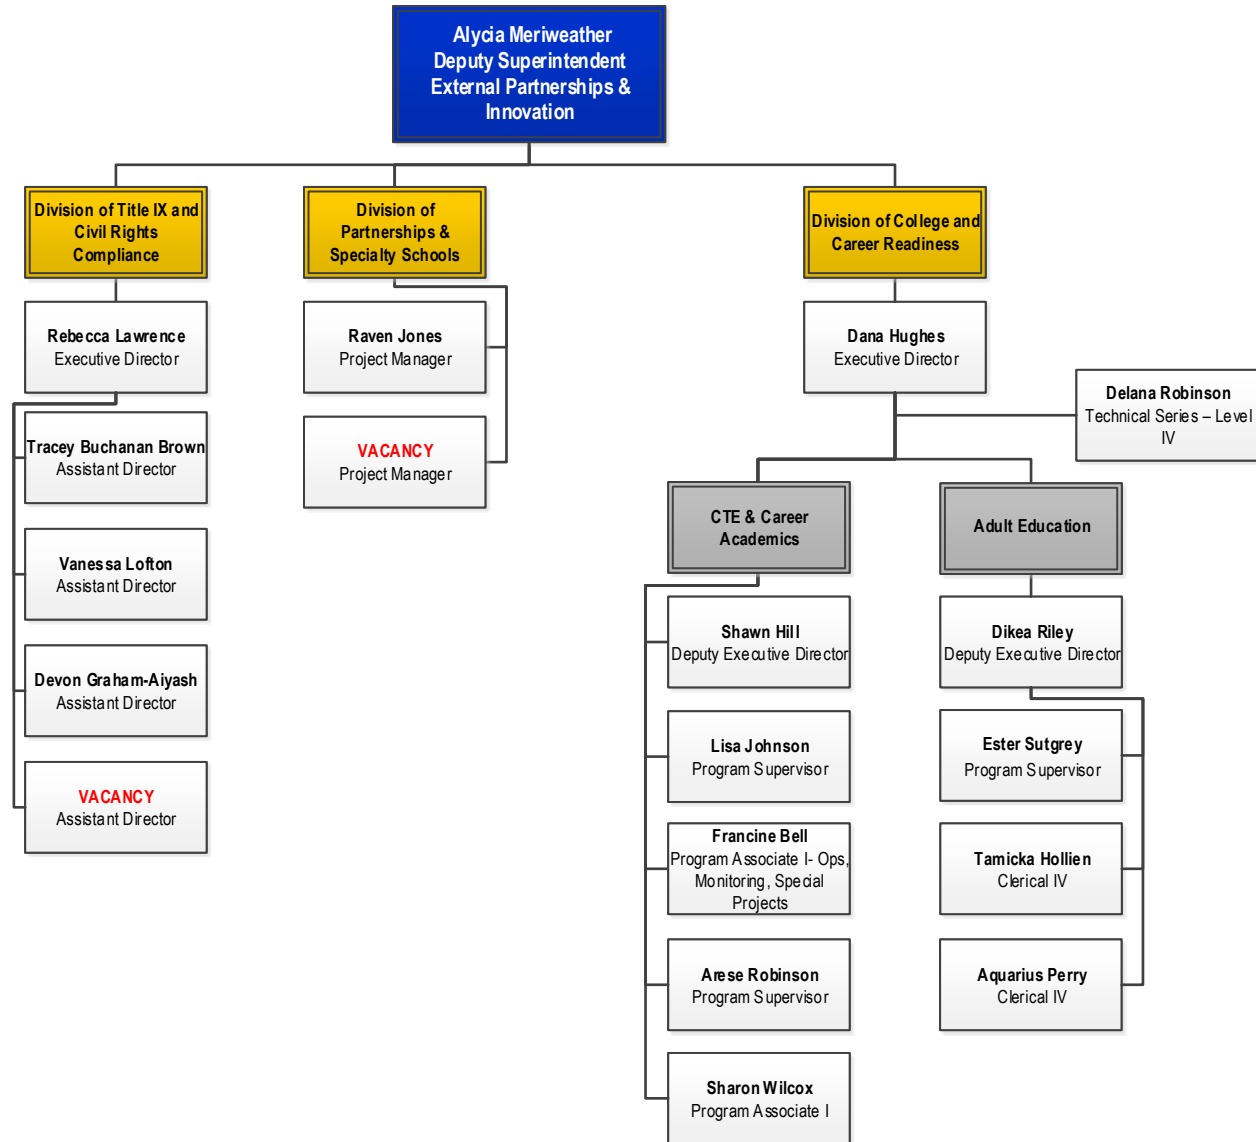 Alycia Meriweather
Deputy Superintendent
External Partnerships &
Innovation
Division of Title IX and
Civil Rights
Compliance
Division of
Partnerships &
Specialty Schools
Division of College and
Career Readiness
Rebecca Lawrence
Executive Director
Raven Jones
Project Manager
Dana Hughes
Executive Director
Delana Robinson
Technical Series – Level
IV
Tracey Buchanan Brown
Assistant Director
VACANCY
Project Manager
CTE & Career
Academics
Adult Education
Vanessa Lofton
Assistant Director
Shawn Hill
Deputy Executive Director
Dikea Riley
Deputy Executive Director
Devon Graham-Aiyash
Assistant Director
Lisa Johnson
Program Supervisor
Ester Sutgrey
Program Supervisor
VACANCY
Assistant Director
Francine Bell
Program Associate I- Ops,
Monitoring, Special
Projects
Tamicka Hollien
Clerical IV
Arese Robinson
Program Supervisor
Aquarius Perry
Clerical IV
Sharon Wilcox
Program Associate I